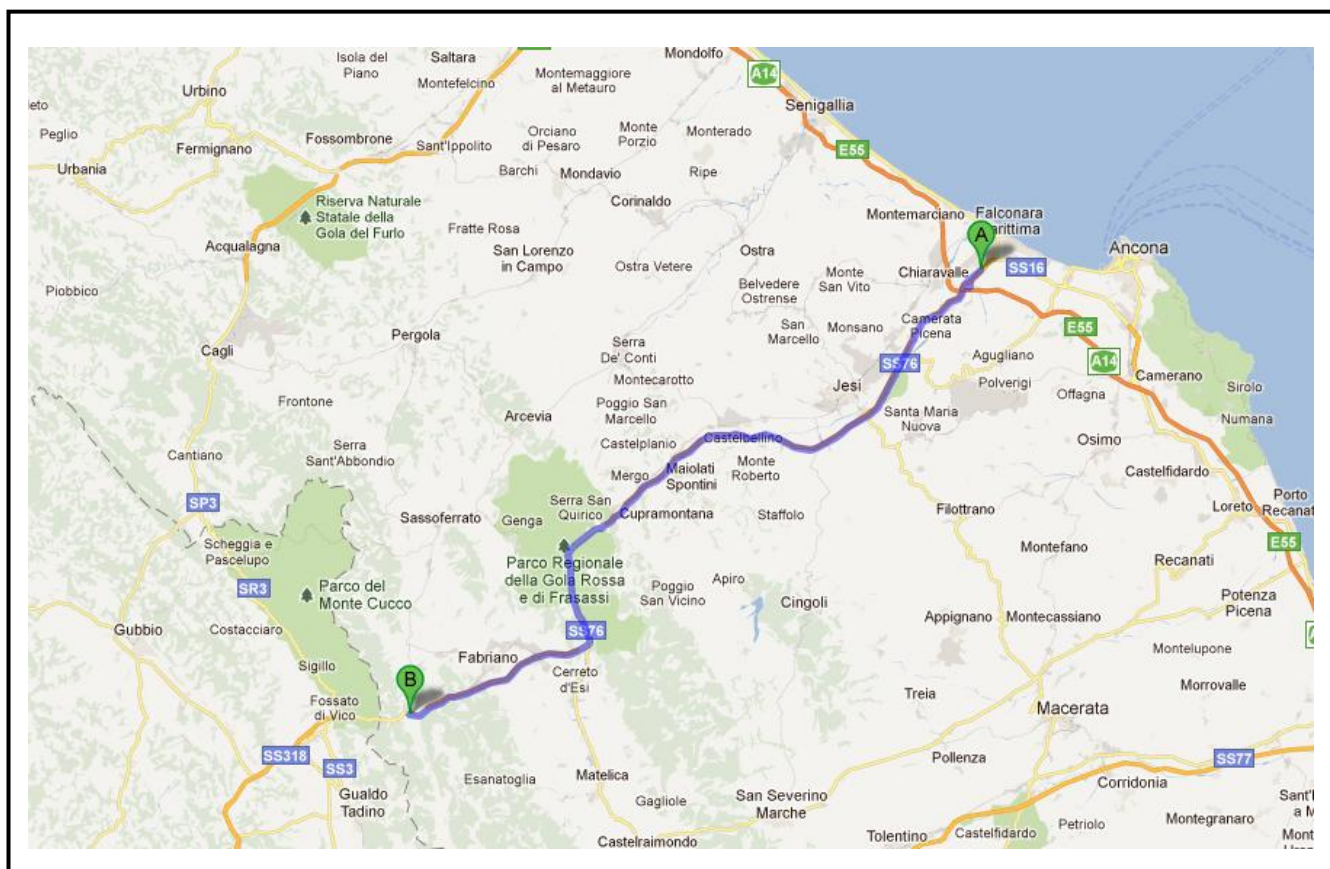 Isola del
Piano
Saltara
Mondolfo
Montefelcino
Montemaggiore
al Metauro
A14
Urbino
Senigallia
Peglio
Fermignano
Fossombrone
Sant'Ippolito
Orciano
di Pesaro
Monte
Porzio
Monterado
E55
Urbania
Barchi
Mondavio
Ripe
Riserva Naturale
Statale della
Gola del Furlo
Corinaldo
Montemarciano
Falconara
arittima
A
Acqualagna
Fratte Rosa
San Lorenzo
in Campo
Ostra Vetere
Ostra
Monte
San Vito
Chiaravalle
SS16
Ancona
Piobbico
Belvedere
Ostrense
Pergola
San
Marcello
Monsano
Camerata
Picena
E55
Cagli
Serra
De' Conti
SS76
Agugliano
A14
Montecarotto
Jesi
Polverigi
Offagna
Camerano
Sirolo
Numana
Frontone
Arcevia
Poggio San
Marcello
Santa Maria
Nuova
Castelplanio
Castelbellino
Osimo
Serra
Sant'Abbondio
Cantiano
Mergo
Maiolati
Spontini
Monte
Roberto
Castelfidardo
SP3
Sassoferrato
Genga
Serra San
Quirico
Cupramontana
Staffolo
Filottrano
Loreto
Porto
Recanat
Scheggia e
Pascelupo
E55
Montefano
Recanati
SR3
Parco del
Monte Cucco
Parco Regionale
della Gola Rossa
e di Frasassi
Poggio
San Vicino
Apiro
Cingoli
Potenza
Picena
Gubbio
Costacciaro
SS76
Appignano
Montecassiano
Montelupone
Sigillo
B
Fabriano
Cerreto
d'Esi
Treia
Morrovalle
Fossato
di Vico
Macerata
SS318
SS3
Esanatoglia
Matelica
Pollenza
SS77
Gualdo
Tadino
Gagliole
San Severino
Marche
Corridonia
Sant'
a M
Castelraimondo
Tolentino
Castelfidardo
Petriolo
Montegranaro
Mont